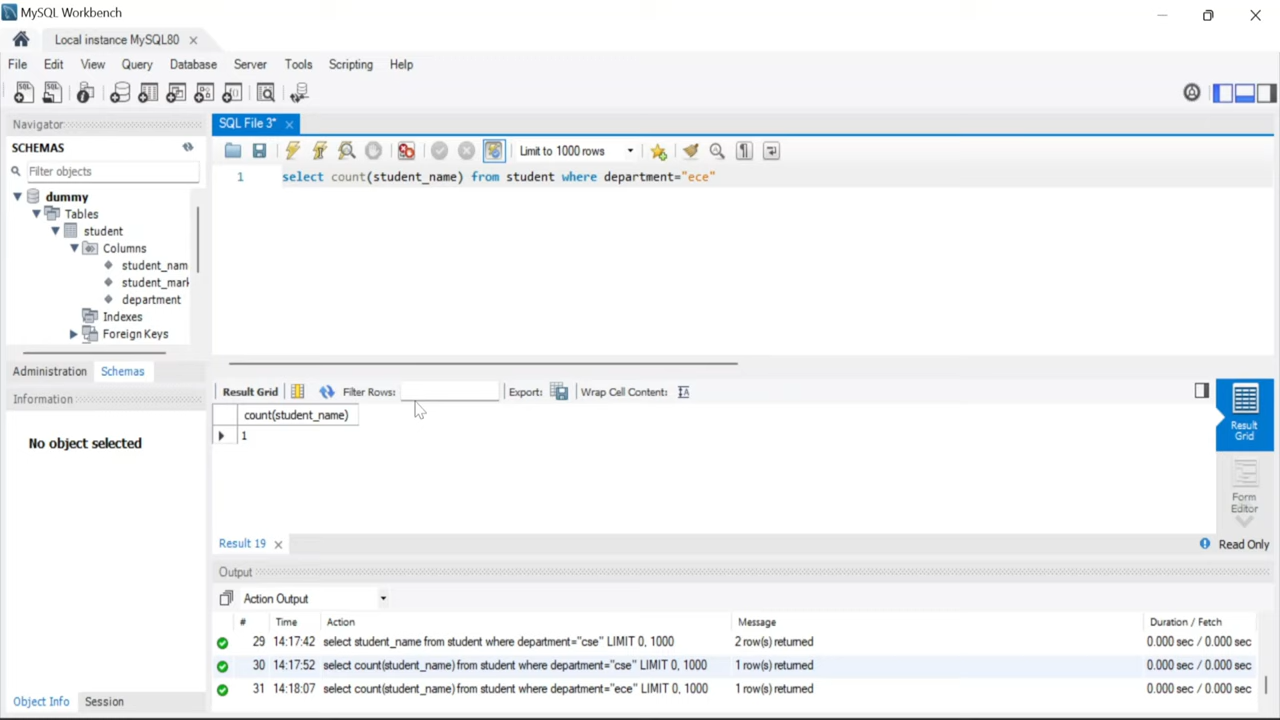 MySQL Workbench
Local instance MySQL80
File Edit View Query Database Server Tools Scripting Help
Navigator
SQL File 3*
SCHEMAS
Limit to 1000 rows
Filter objects
1 select count(student_name) from student where department="ece"
dummy
Tables
student
Columns
student_nam
student_mark
department
Indexes
Foreign Keys
Administration Schemas
Information
No object selected
Result Grid Filter Rows: Export: Wrap Cell Content:
count(student_name)
1
Result Grid
Form Editor
Result 19
Read Only
Output
Action Output
# Time Action Message Duration / Fetch
29 14:17:42 select student_name from student where department="cse" LIMIT 0, 1000 2 row(s) returned 0.000 sec / 0.000 sec
30 14:17:52 select count(student_name) from student where department="cse" LIMIT 0, 1000 1 row(s) returned 0.000 sec / 0.000 sec
31 14:18:07 select count(student_name) from student where department="ece" LIMIT 0, 1000 1 row(s) returned 0.000 sec / 0.000 sec
Object Info Session